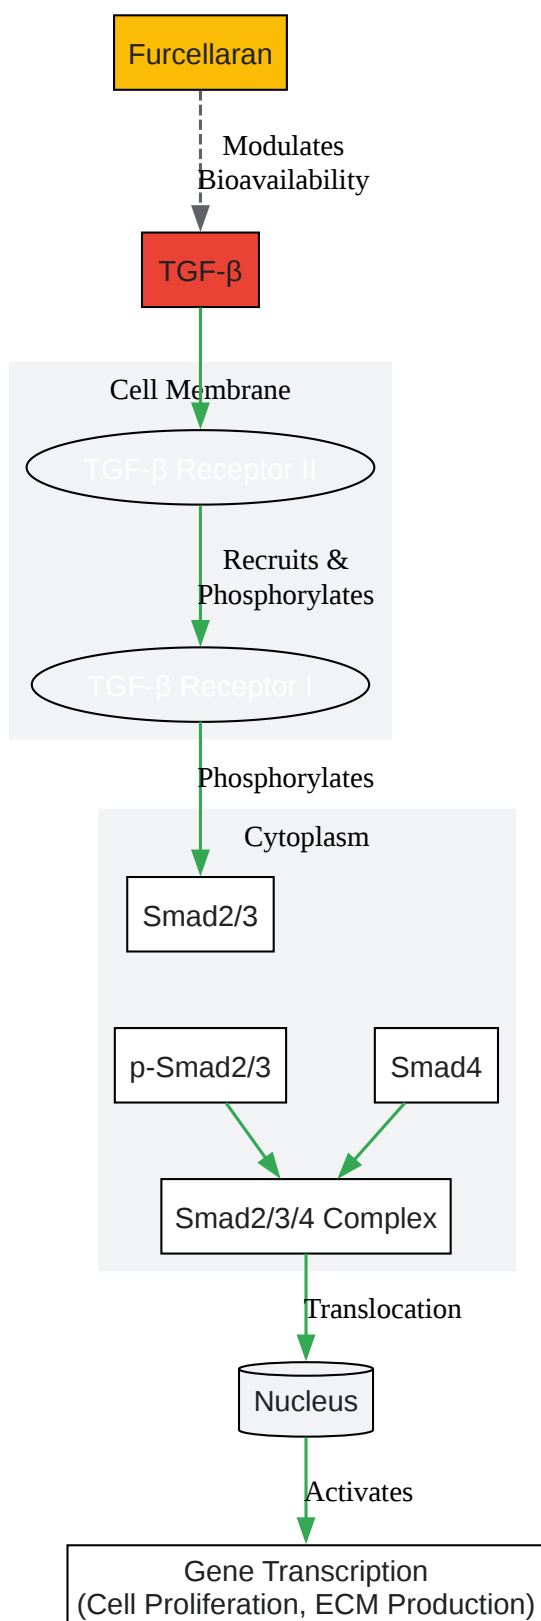 Furcellaran
Modulates
Bioavailability
TGF-β
Cell Membrane
TGF-β Receptor II
Recruits &
Phosphorylates
TGF-β Receptor I
Phosphorylates
Cytoplasm
Smad2/3
p-Smad2/3
Smad4
Smad2/3/4 Complex
Translocation
Nucleus
Activates
Gene Transcription
(Cell Proliferation, ECM Production)